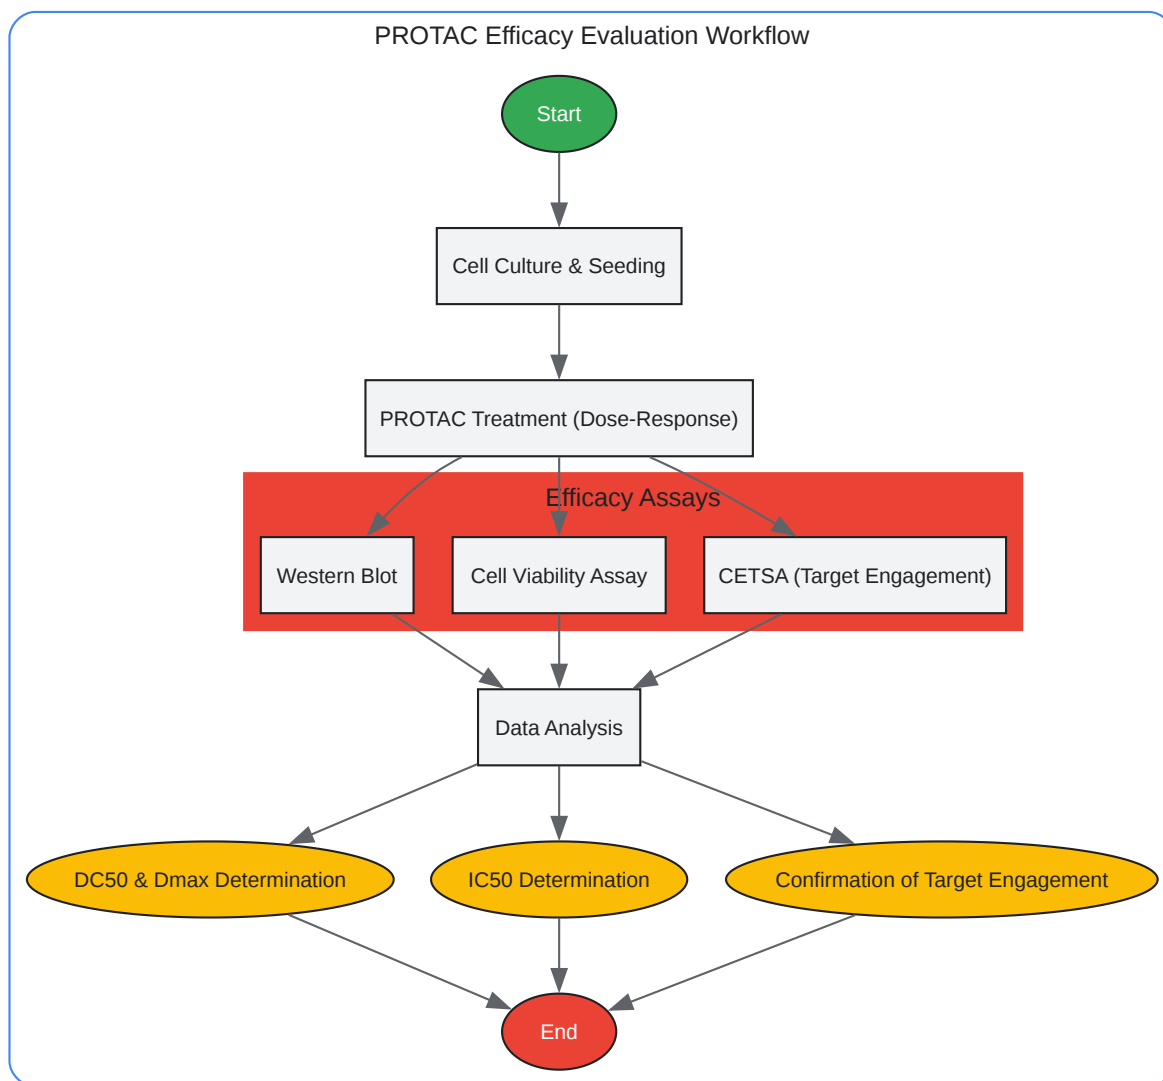 PROTAC Efficacy Evaluation Workflow
Start
Cell Culture & Seeding
PROTAC Treatment (Dose-Response)
Efficacy Assays
Western Blot
Cell Viability Assay
CETSA (Target Engagement)
Data Analysis
DC50 & Dmax Determination
IC50 Determination
Confirmation of Target Engagement
End